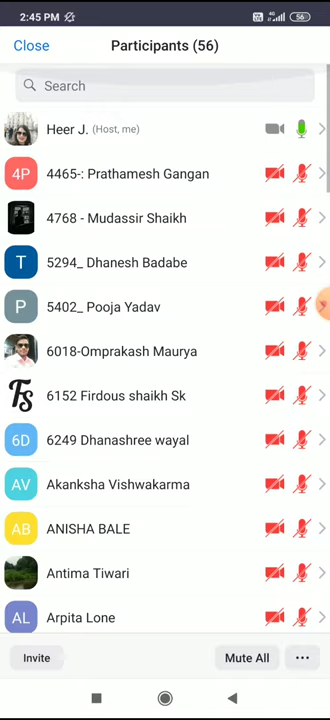 2:45 PM
4G
56
Close
Participants (56)
Search
Heer J. (Host, me)
4P
4465-: Prathamesh Gangan
4768 - Mudassir Shaikh
T
5294_ Dhanesh Badabe
P
5402_ Pooja Yadav
6018-Omprakash Maurya
Fs
6152 Firdous shaikh Sk
6D
6249 Dhanashree wayal
AV
Akanksha Vishwakarma
AB
ANISHA BALE
Antima Tiwari
AL
Arpita Lone
Invite
Mute All